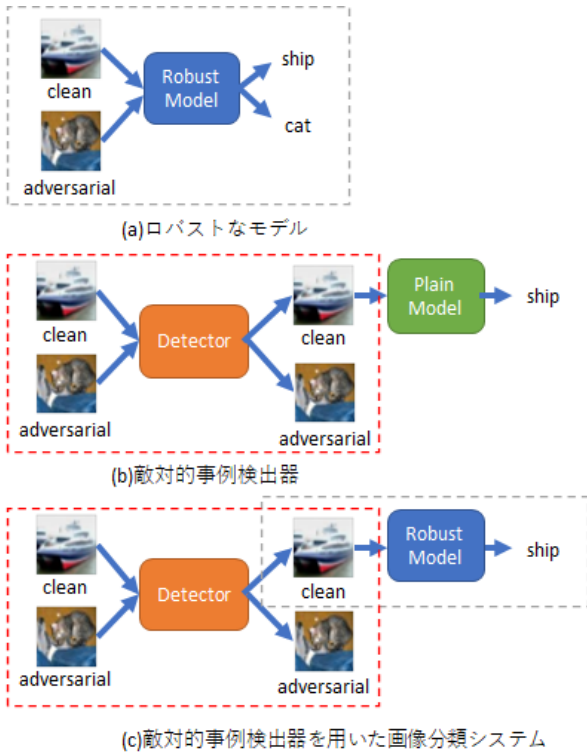 clean
adversarial
Robust
Model
ship
cat
(a)ロバストなモデル
clean
adversarial
Detector
clean
adversarial
Plain
Model
ship
(b)敵対的事例検出器
clean
adversarial
Detector
clean
adversarial
Robust
Model
ship
(c)敵対的事例検出器を用いた画像分類システム